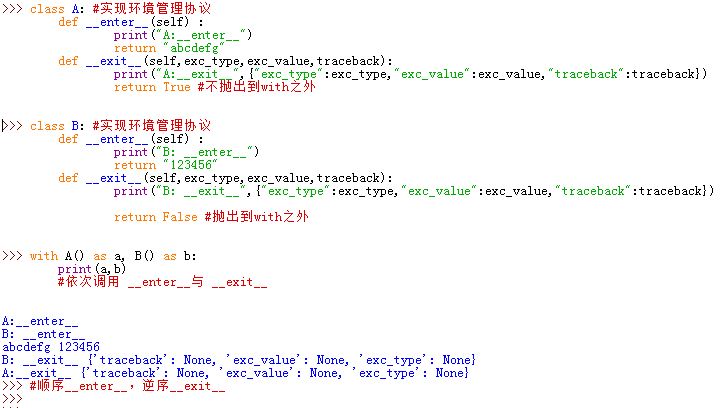 >>> class A: #实现环境管理协议
        def __enter__(self) :
                print("A:__enter__")
                return "abcdefg"
        def __exit__(self,exc_type,exc_value,traceback):
                print("A:__exit__",{"exc_type":exc_type,"exc_value":exc_value,"traceback":traceback})
                return True #不抛出到with之外
>>> class B: #实现环境管理协议
        def __enter__(self) :
                print("B: __enter__")
                return "123456"
        def __exit__(self,exc_type,exc_value,traceback):
                print("B: __exit__",{"exc_type":exc_type,"exc_value":exc_value,"traceback":traceback})
                return False #抛出到with之外
>>> with A() as a, B() as b:
        print(a,b)
        #依次调用 __enter__与 __exit__
A:__enter__
B: __enter__
abcdefg 123456
B: __exit__ {'traceback': None, 'exc_value': None, 'exc_type': None}
A:__exit__ {'traceback': None, 'exc_value': None, 'exc_type': None}
>>> #顺序__enter__，逆序__exit__
>>>
>>>